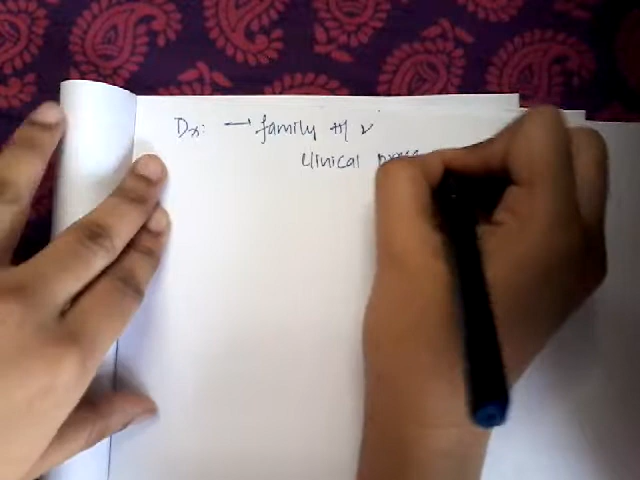 Dx: → family H/
Clinical